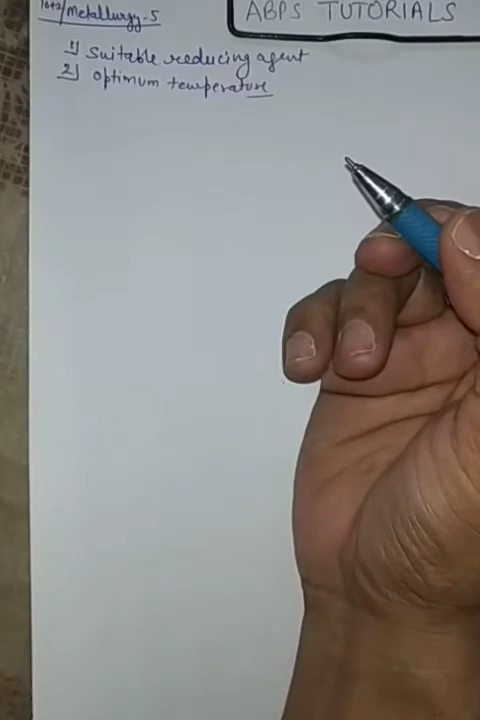 10+2/Metallurgy-5
ABPS TUTORIALS
1) Suitable reducing agent
2) optimum temperature